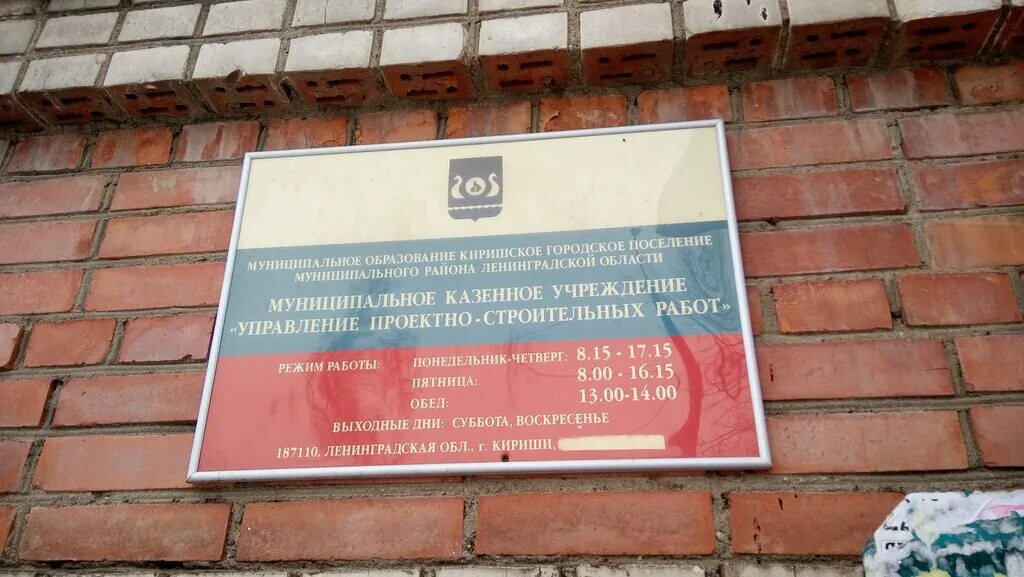 МУНИЦИПАЛЬНОЕ ОБРАЗОВАНИЕ КИРИШСКОЕ ГОРОДСКОЕ ПОСЕЛЕНИЕ
МУНИЦИПАЛЬНОГО РАЙОНА ЛЕНИНГРАДСКОЙ ОБЛАСТИ
МУНИЦИПАЛЬНОЕ КАЗЕННОЕ УЧРЕЖДЕНИЕ
«УПРАВЛЕНИЕ ПРОЕКТНО-СТРОИТЕЛЬНЫХ РАБОТ»
РЕЖИМ РАБОТЫ: ПОНЕДЕЛЬНИК-ЧЕТВЕРГ: 8.15 - 17.15
ПЯТНИЦА: 8.00 - 16.15
ОБЕД: 13.00-14.00
ВЫХОДНЫЕ ДНИ: СУББОТА, ВОСКРЕСЕНЬЕ
187110, ЛЕНИНГРАДСКАЯ ОБЛ., г. КИРИШИ,